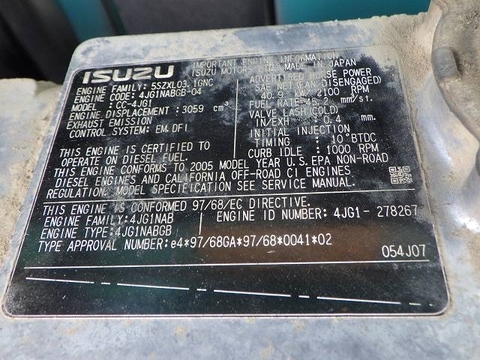 ISUZU
IMPORTANT ENGINE INFORMATION
ISUZU MOTORS LTD. MADE IN JAPAN
ENGINE FAMILY: 5SZXL03.1GNC
ENGINE CODE: 4JG1NABGB-04
MODEL: CC-4JG1
ENGINE DISPLACEMENT: 3059 cm³
EXHAUST EMISSION
CONTROL SYSTEM: EM, DFI
ADVERTISED HORSE POWER
SAE NET (FAN DISENGAGED)
40.9 kW/2100 RPM
FUEL RATE: 45.2 mm³/st
VALVE LASH (COLD)
IN/EXH: 0.4 mm
INITIAL INJECTION
TIMING: 10°BTDC
CURB IDLE: 1000 RPM
THIS ENGINE IS CERTIFIED TO
OPERATE ON DIESEL FUEL.
THIS ENGINE CONFORMS TO 2005 MODEL YEAR U.S.EPA NON-ROAD
DIESEL ENGINES AND CALIFORNIA OFF-ROAD CI ENGINES
REGULATION. MODEL SPECIFICATION SEE SERVICE MANUAL.
THIS ENGINE IS CONFORMED 97/68/EC DIRECTIVE.
ENGINE FAMILY:4JG1NAB
ENGINE ID NUMBER: 4JG1- 278267
ENGINE TYPE:4JG1NABGB
TYPE APPROVAL NUMBER:e4*97/68GA*97/68*0041*02
054J07